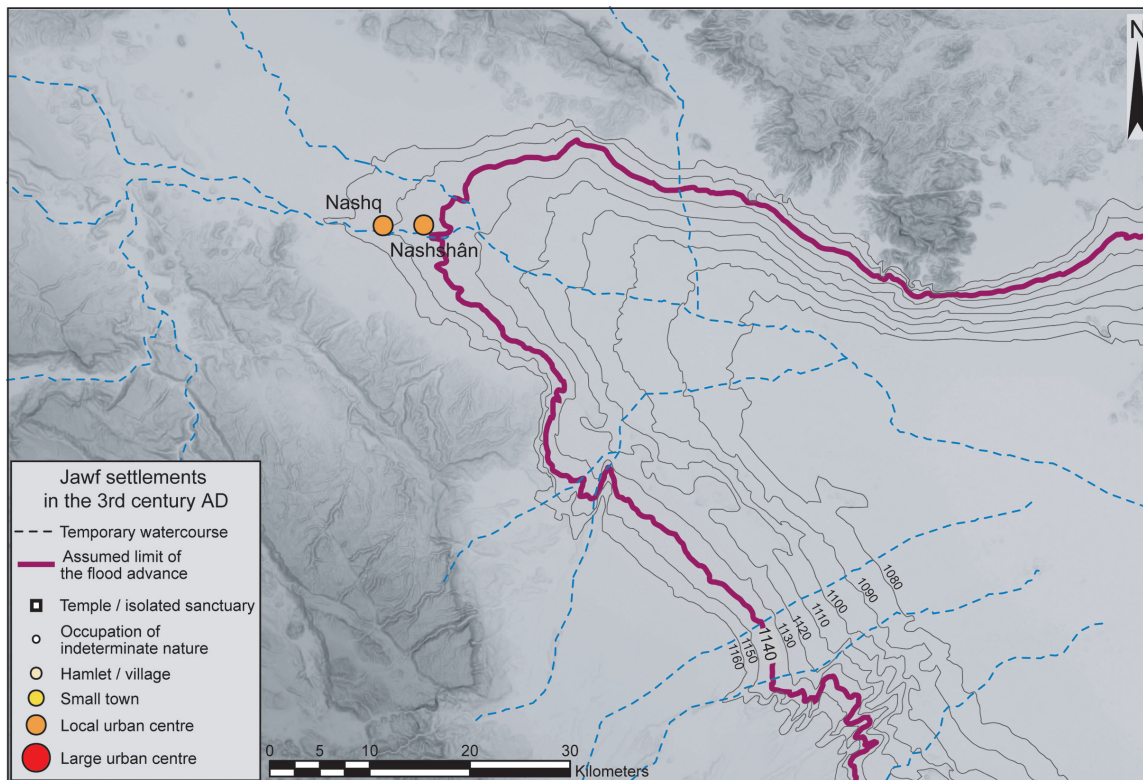 N
Nashq
Nashshân
1080
1090
1100
1110
1120
1130
1140
1150
1160
Jawf settlements
in the 3rd century AD
Temporary watercourse
Assumed limit of
the flood advance
Temple / isolated sanctuary
Occupation of
indeterminate nature
Hamlet / village
Small town
Local urban centre
Large urban centre
0 5 10 20 30
KIlometers